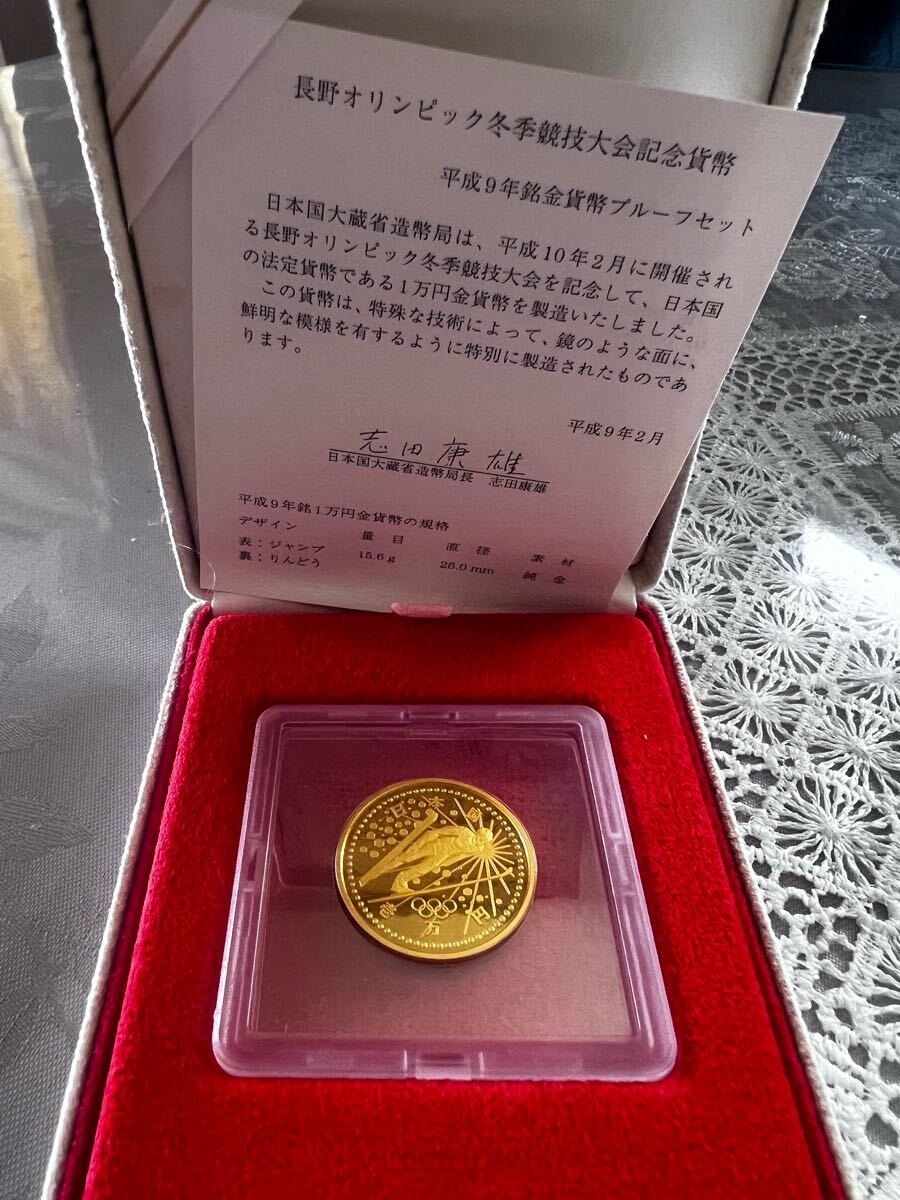 長野オリンピック冬季競技大会記念貨幣
平成9年銘金貨幣プルーフセット
日本国大蔵省造幣局は、平成10年2月に開催され
る長野オリンピック冬季競技大会を記念して、日本国
の法定貨幣である1万円金貨幣を製造いたしました。
この貨幣は、特殊な技術によって、鏡のような面に、
鮮明な模様を有するように特別に製造されたものであ
ります。
平成9年2月
志田康雄
日本国大蔵省造幣局長 志田康雄
平成9年銘1万円金貨幣の規格
デザイン 量目 直径 素材
表：ジャンプ 15.6g 26.0mm 純金
裏：りんどう
日本国
壱万円